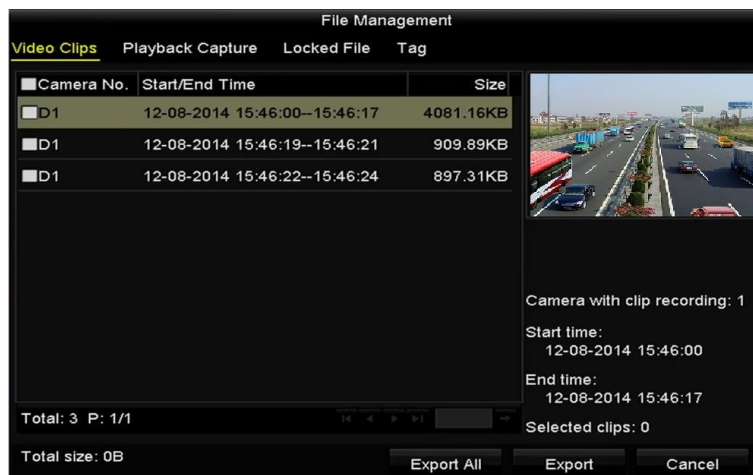 File Management
Video Clips Playback Capture Locked File Tag
Camera No. Start/End Time Size
D1 12-08-2014 15:46:00--15:46:17 4081.16KB
D1 12-08-2014 15:46:19--15:46:21 909.89KB
D1 12-08-2014 15:46:22--15:46:24 897.31KB
Camera with clip recording: 1
Start time:
12-08-2014 15:46:00
End time:
12-08-2014 15:46:17
Selected clips: 0
Total: 3 P: 1/1
Total size: 0B
Export All Export Cancel